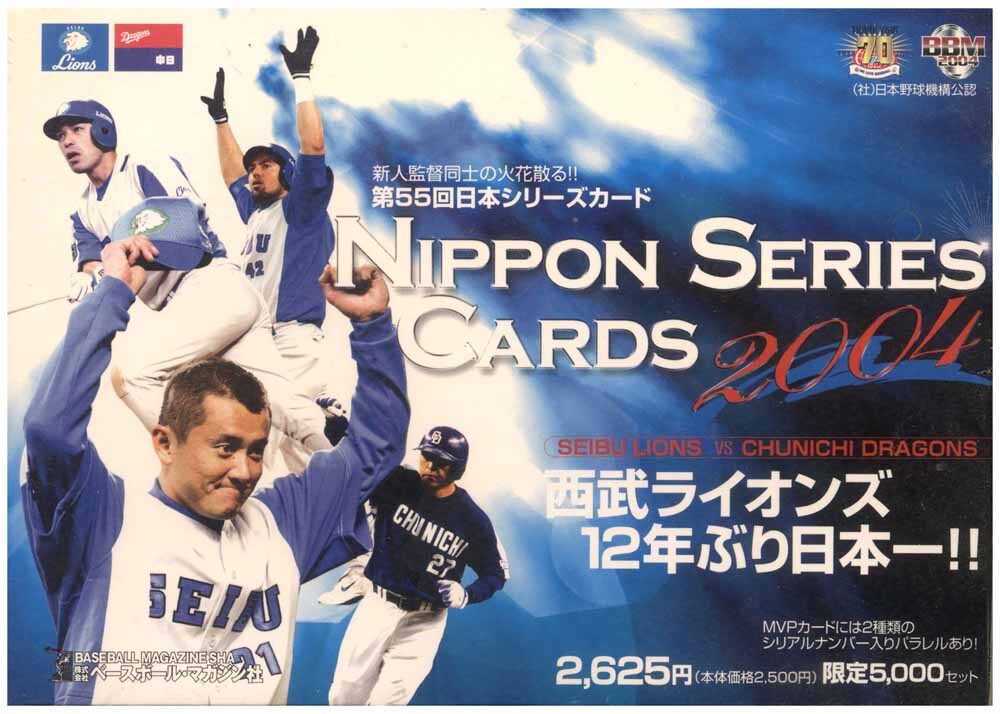 SEIBU
Lions
Dragons
中日
70
BBM
2004
(社)日本野球機構公認
新人監督同士の火花散る!!
第55回日本シリーズカード
NIPPON SERIES
CARDS 2004
SEIBU LIONS VS CHUNICHI DRAGONS
西武ライオンズ
12年ぶり日本一!!
42
CHUNICHI
27
SEIBU
21
MVPカードには2種類の
シリアルナンバー入りパラレルあり!
2,625円(本体価格2,500円) 限定5,000セット
BASEBALL MAGAZINE SHA
株式会社 ベースボール・マガジン社